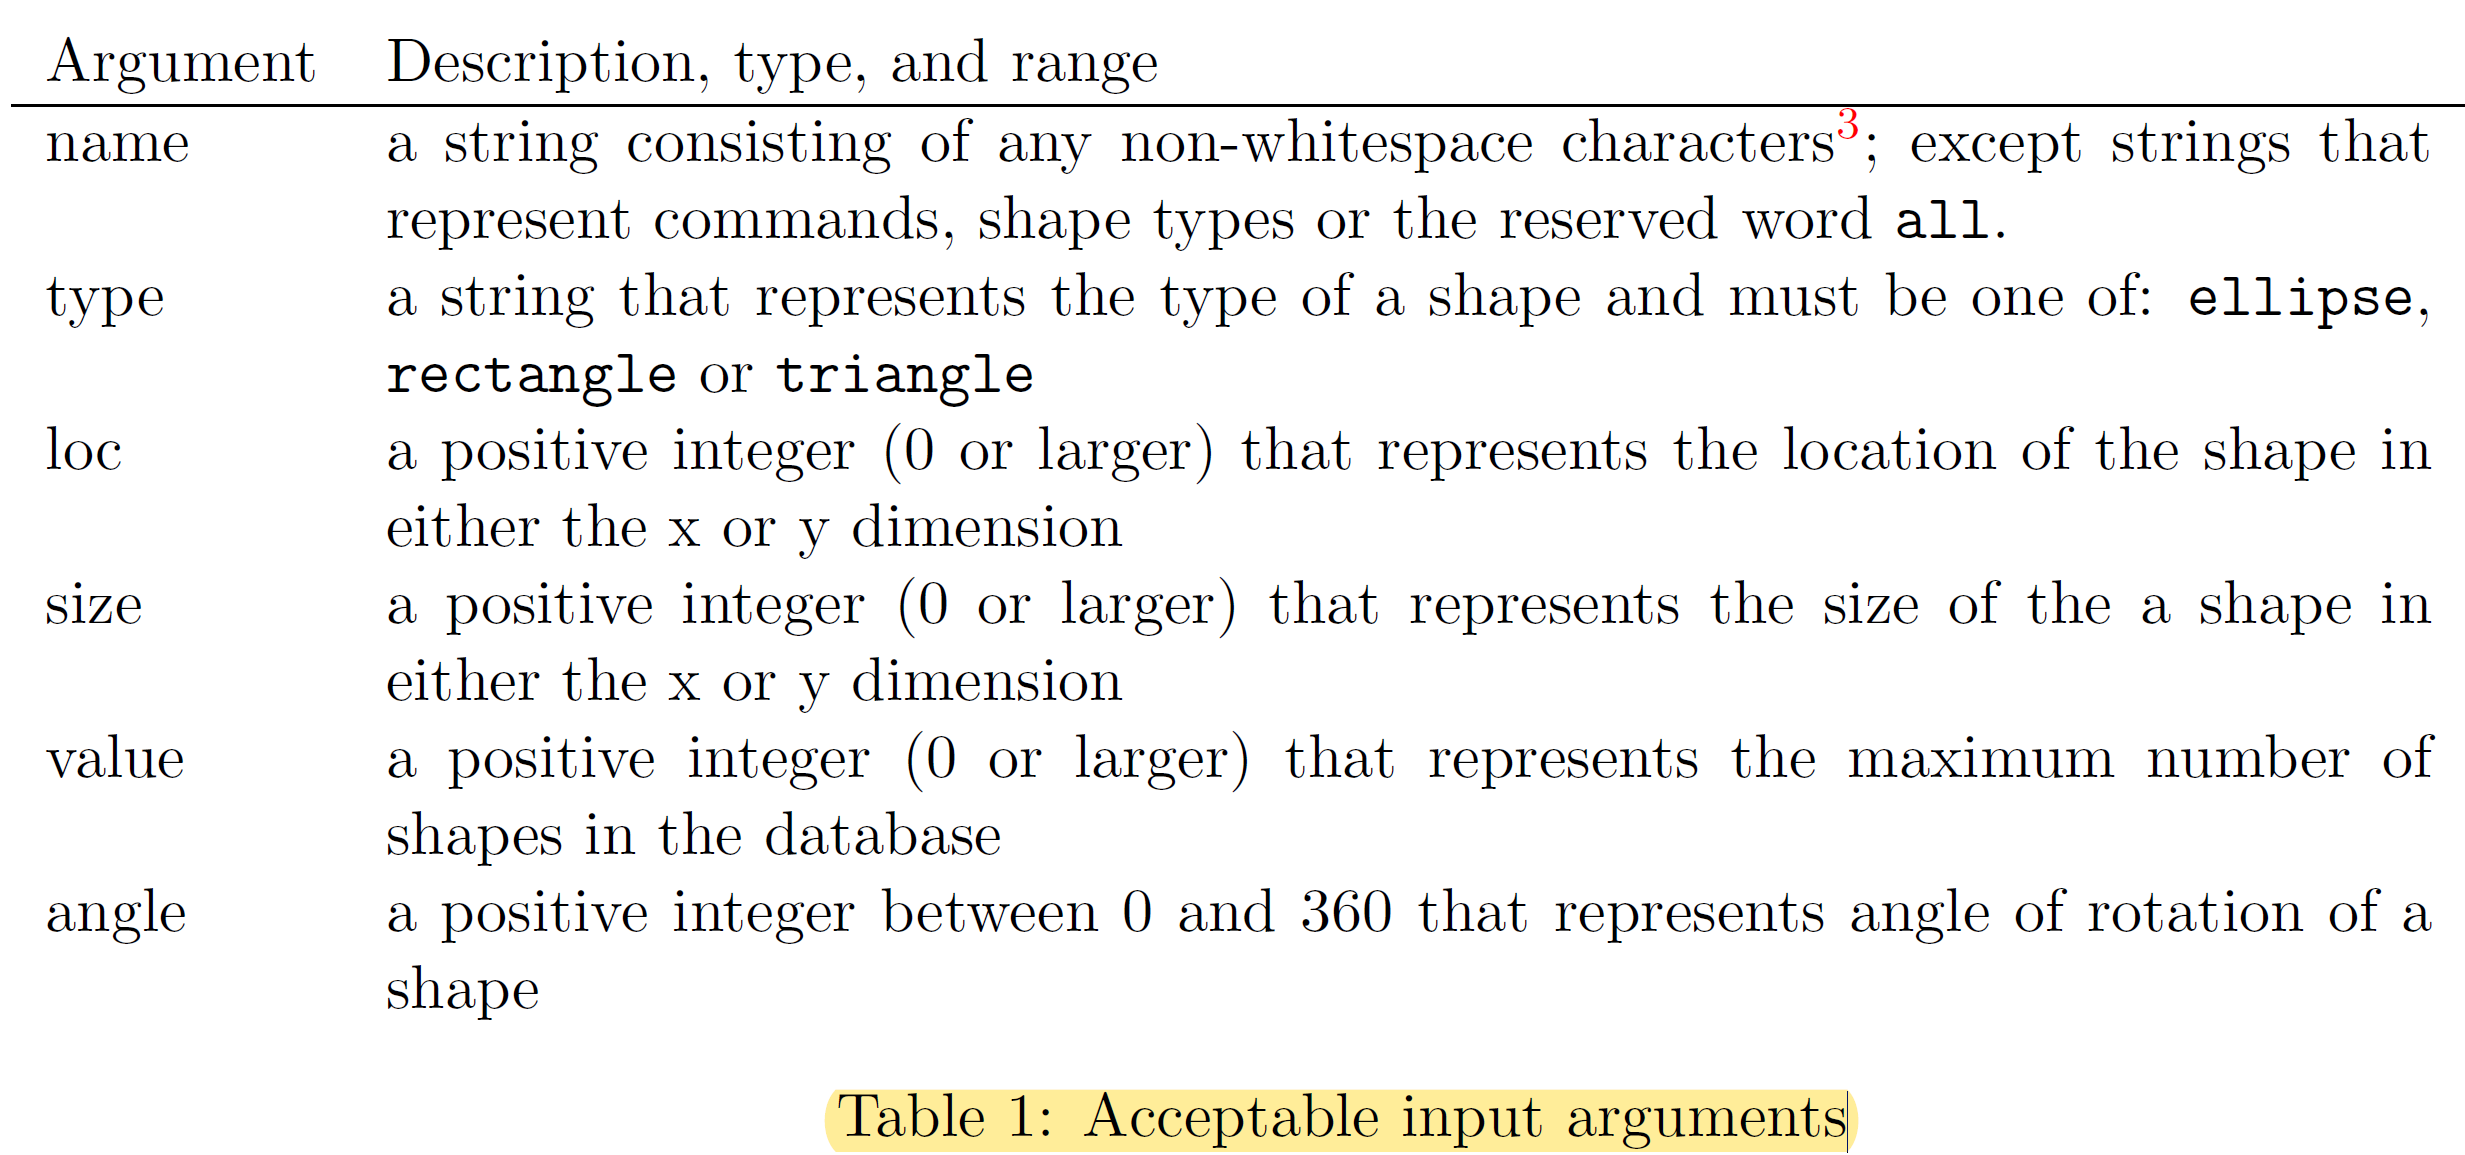 Argument Description, type, and range
name a string consisting of any non-whitespace characters3; except strings that
represent commands, shape types or the reserved word all.
type a string that represents the type of a shape and must be one of: ellipse,
rectangle or triangle
loc a positive integer (0 or larger) that represents the location of the shape in
either the x or y dimension
size a positive integer (0 or larger) that represents the size of the a shape in
either the x or y dimension
value a positive integer (0 or larger) that represents the maximum number of
shapes in the database
angle a positive integer between 0 and 360 that represents angle of rotation of a
shape
Table 1: Acceptable input arguments